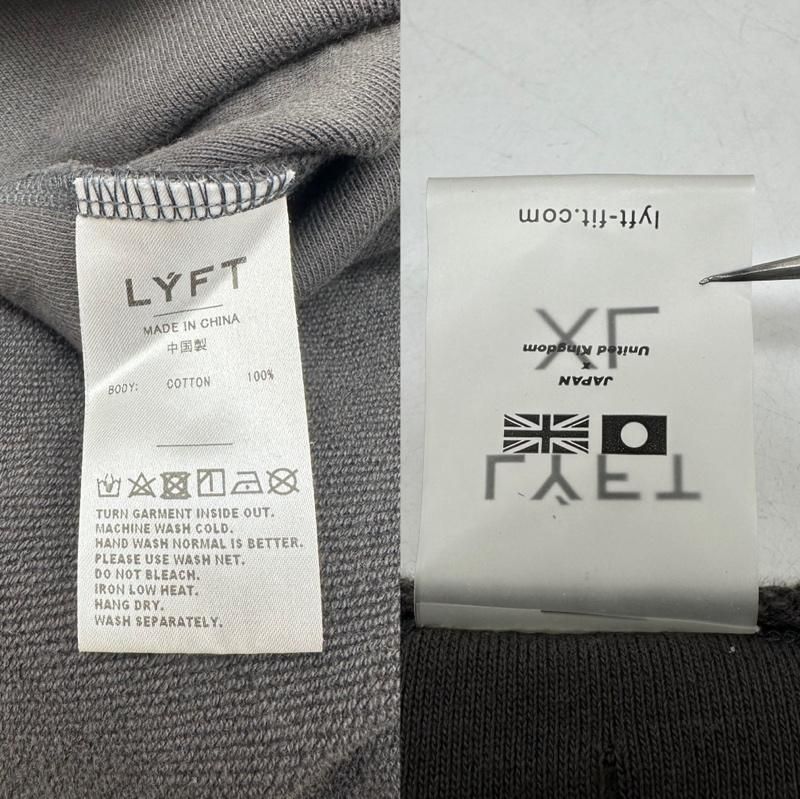 LÝFT
MADE IN CHINA
中国製
BODY: COTTON 100%
TURN GARMENT INSIDE OUT.
MACHINE WASH COLD.
HAND WASH NORMAL IS BETTER.
PLEASE USE WASH NET.
DO NOT BLEACH.
IRON LOW HEAT.
HANG DRY.
WASH SEPARATELY.
lyft-fit.com
XL
United Kingdom
x
JAPAN
LÝFT